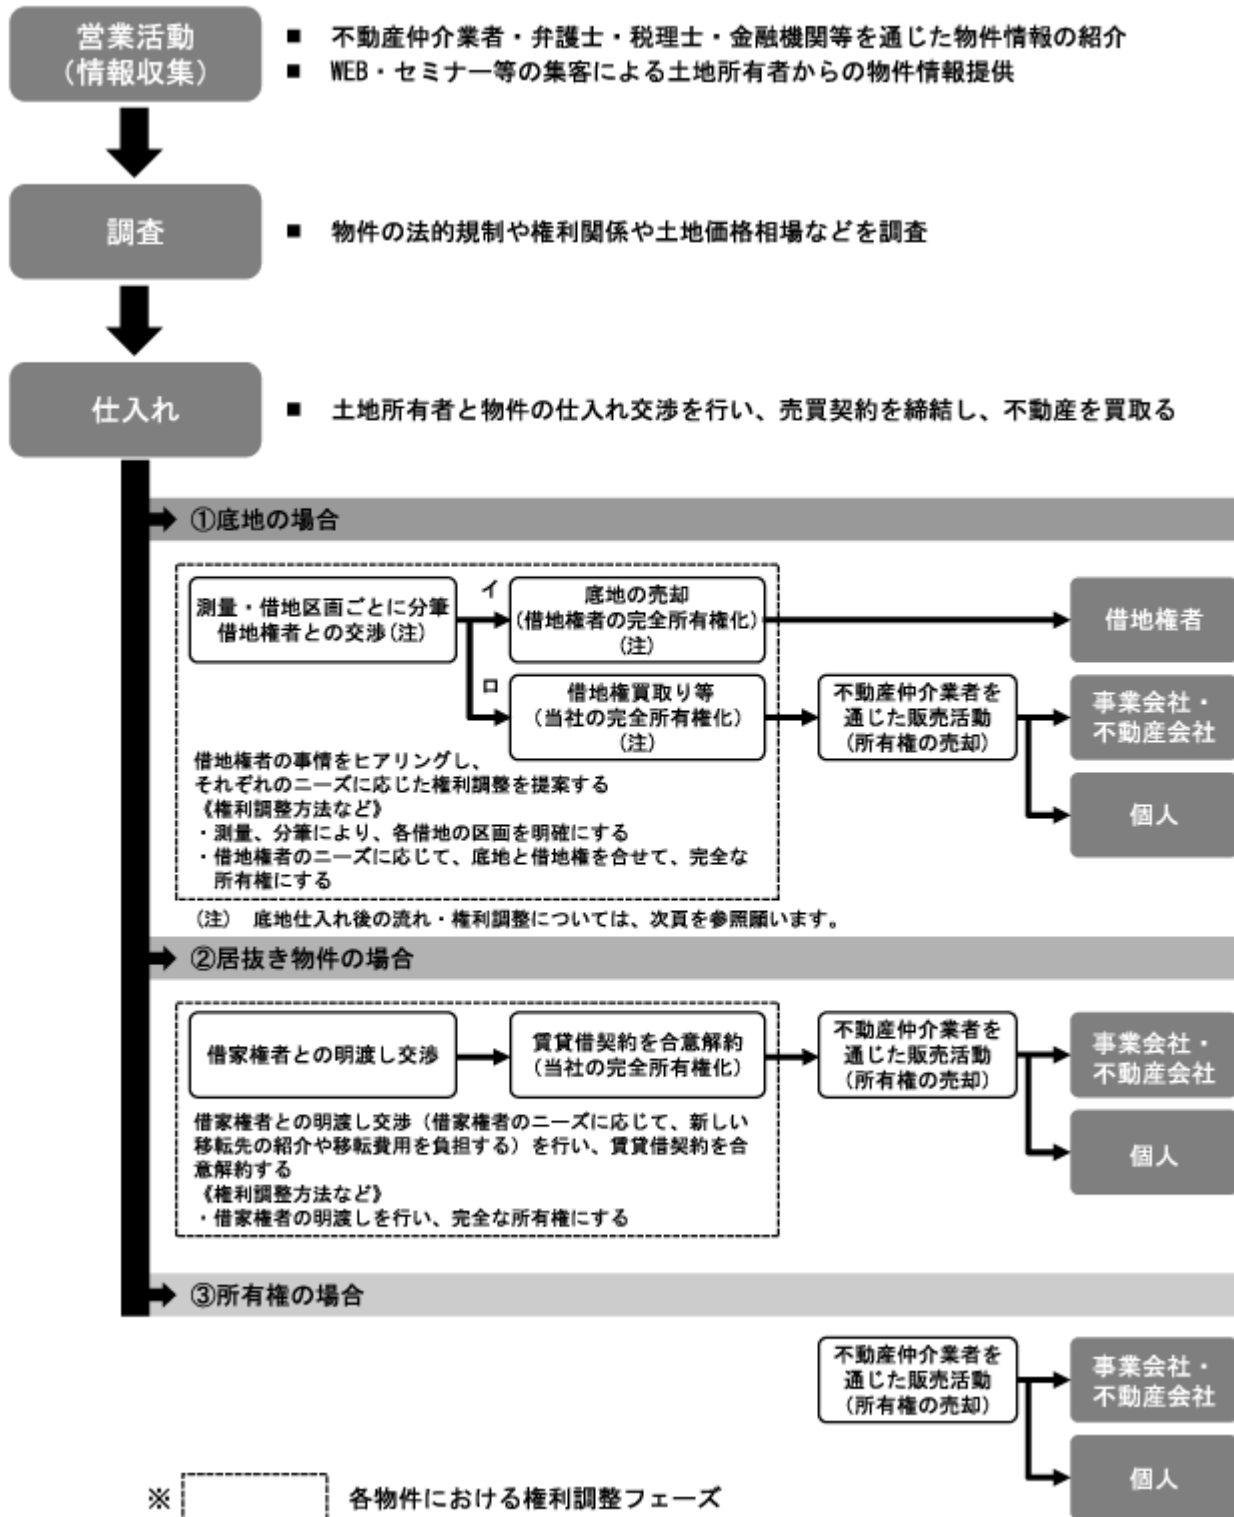 営業活動
（情報収集）
■ 不動産仲介業者・弁護士・税理士・金融機関等を通じた物件情報の紹介
■ WEB・セミナー等の集客による土地所有者からの物件情報提供
調査
■ 物件の法的規制や権利関係や土地価格相場などを調査
仕入れ
■ 土地所有者と物件の仕入れ交渉を行い、売買契約を締結し、不動産を買取る
①底地の場合
測量・借地区画ごとに分筆
借地権者との交渉(注)
イ
底地の売却
(借地権者の完全所有権化)
(注)
借地権者
ロ
借地権買取り等
(当社の完全所有権化)
(注)
不動産仲介業者を
通じた販売活動
(所有権の売却)
事業会社・
不動産会社
個人
借地権者の事情をヒアリングし、
それぞれのニーズに応じた権利調整を提案する
《権利調整方法など》
・測量、分筆により、各借地の区画を明確にする
・借地権者のニーズに応じて、底地と借地権を合せて、完全な
所有権にする
(注) 底地仕入れ後の流れ・権利調整については、次頁を参照願います。
②居抜き物件の場合
借家権者との明渡し交渉
賃貸借契約を合意解約
(当社の完全所有権化)
不動産仲介業者を
通じた販売活動
(所有権の売却)
事業会社・
不動産会社
個人
借家権者との明渡し交渉（借家権者のニーズに応じて、新しい
移転先の紹介や移転費用を負担する）を行い、賃貸借契約を合
意解約する
《権利調整方法など》
・借家権者の明渡しを行い、完全な所有権にする
③所有権の場合
不動産仲介業者を
通じた販売活動
(所有権の売却)
事業会社・
不動産会社
個人
※ 各物件における権利調整フェーズ